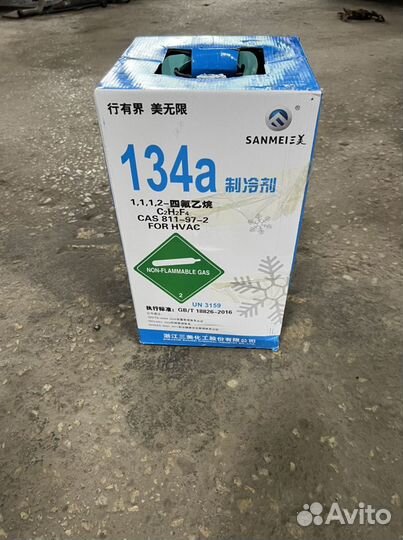 行有界 美无限
®
SANMEI三美
134a 制冷剂
1,1,1,2-四氟乙烷
C₂H₂F₄
CAS 811-97-2
FOR HVAC
NON-FLAMMABLE GAS
2
UN 3159
执行标准: GB/T 18826-2016
浙江三美化工股份有限公司
Avito